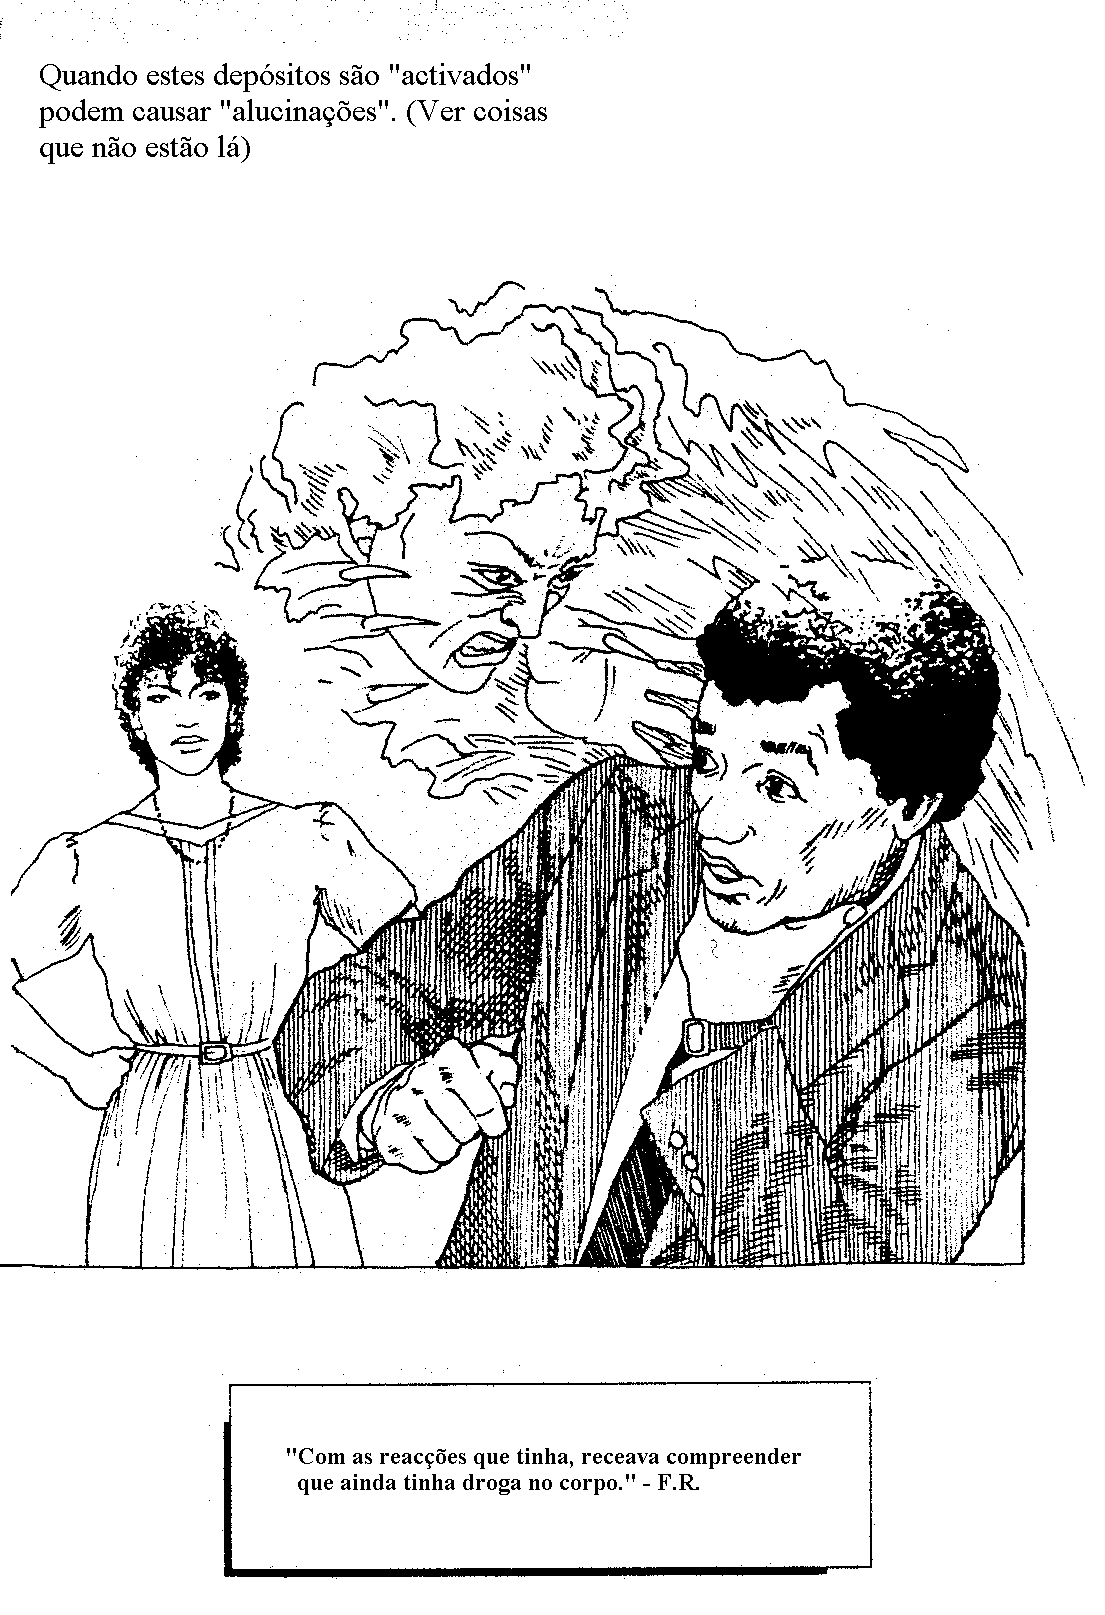 Quando estes depósitos são "activados"
podem causar "alucinações". (Ver coisas
que não estão lá)
"Com as reacções que tinha, receava compreender
que ainda tinha droga no corpo." - F.R.